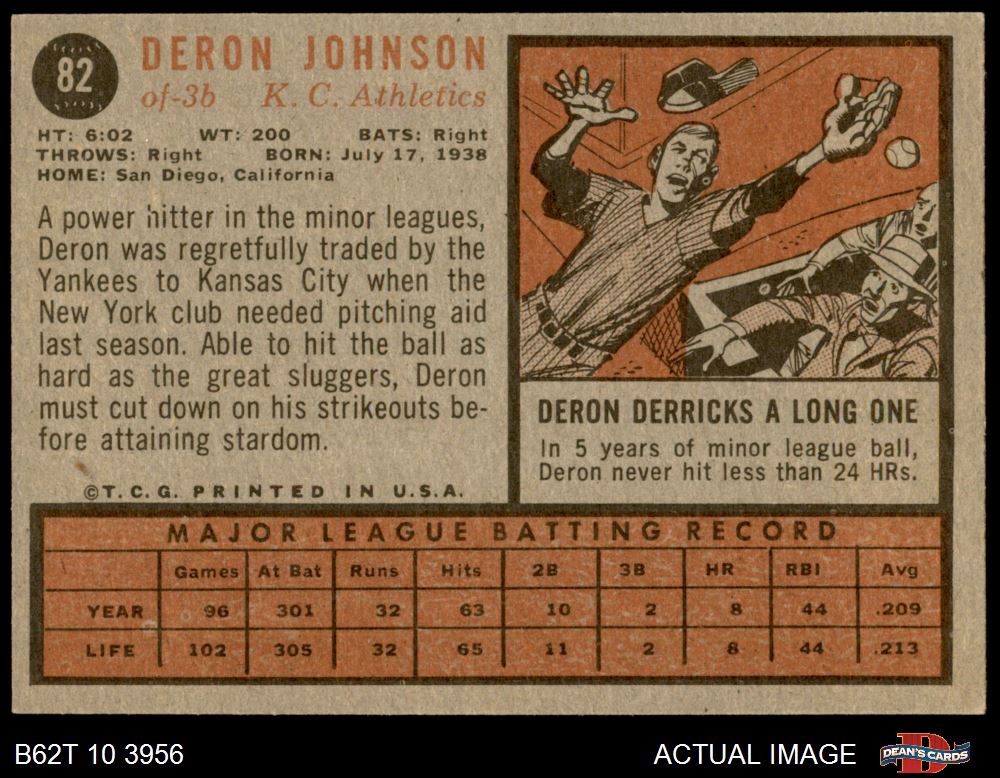 82
DERON JOHNSON
of-3b K. C. Athletics
HT: 6:02 WT: 200 BATS: Right
THROWS: Right BORN: July 17, 1938
HOME: San Diego, California
A power hitter in the minor leagues,
Deron was regretfully traded by the
Yankees to Kansas City when the
New York club needed pitching aid
last season. Able to hit the ball as
hard as the great sluggers, Deron
must cut down on his strikeouts be-
fore attaining stardom.
©T.C.G. PRINTED IN U.S.A.
DERON DERRICKS A LONG ONE
In 5 years of minor league ball,
Deron never hit less than 24 HRs.
MAJOR LEAGUE BATTING RECORD
Games At Bat Runs Hits 2B 3B HR RBI Avg
YEAR 96 301 32 63 10 2 8 44 .209
LIFE 102 305 32 65 11 2 8 44 .213
B62T 10 3956
ACTUAL IMAGE
D
DEAN'S CARDS